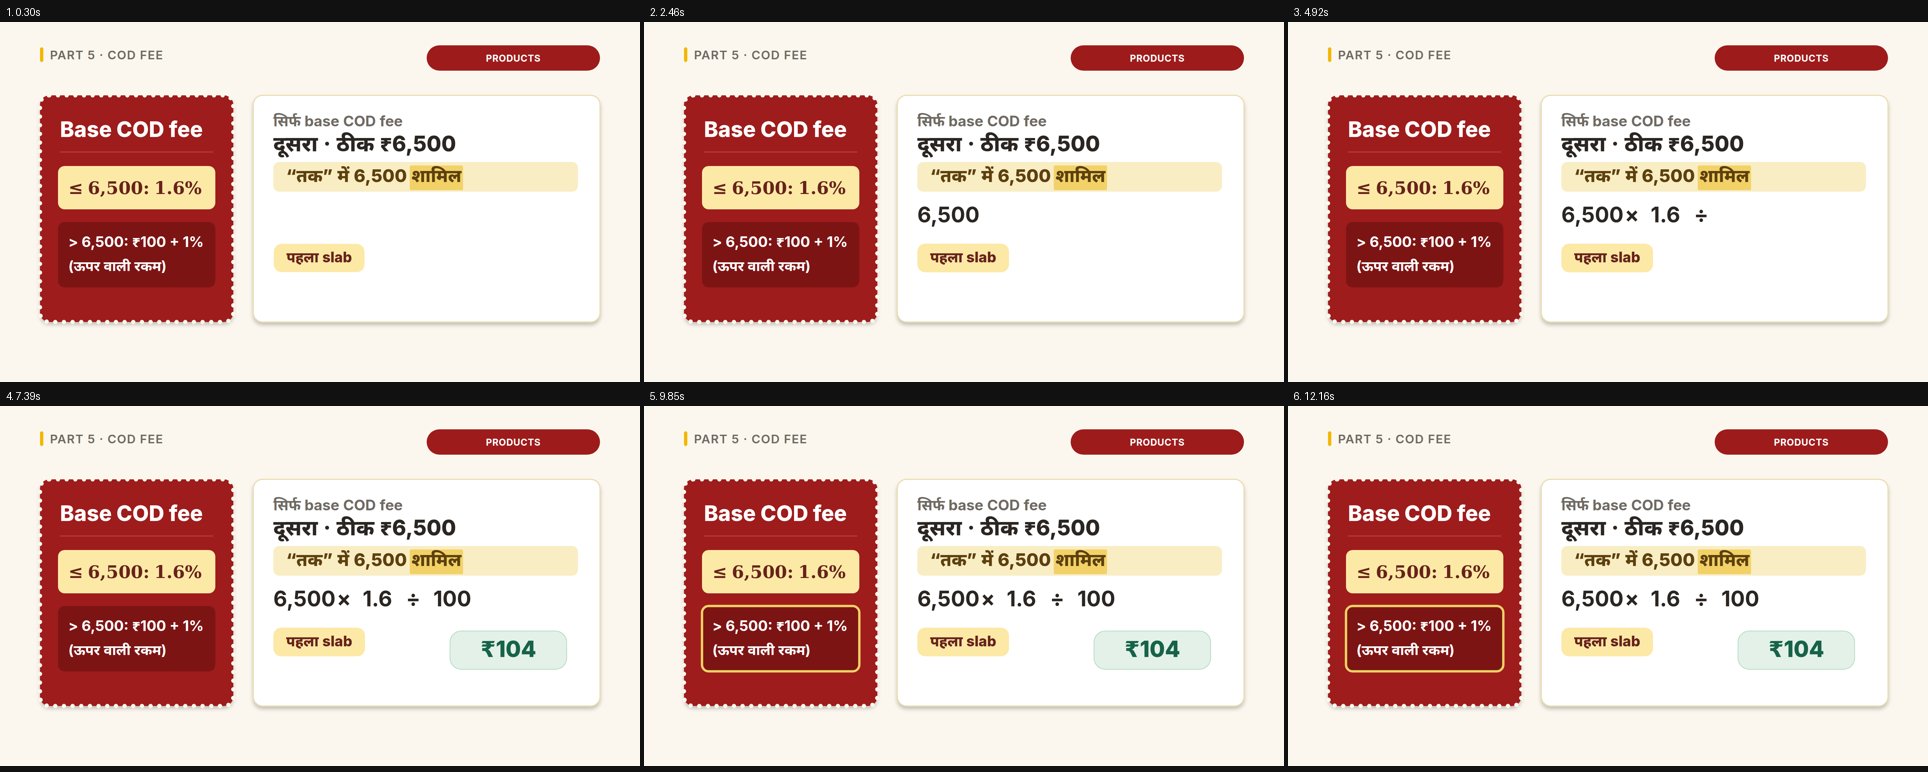 1. 0.30s
PART 5 · COD FEE
PRODUCTS
Base COD fee
≤ 6,500: 1.6%
> 6,500: ₹100 + 1%
(ऊपर वाली रकम)
सिर्फ base COD fee
दूसरा · ठीक ₹6,500
“तक” में 6,500 शामिल
पहला slab
2. 2.46s
PART 5 · COD FEE
PRODUCTS
Base COD fee
≤ 6,500: 1.6%
> 6,500: ₹100 + 1%
(ऊपर वाली रकम)
सिर्फ base COD fee
दूसरा · ठीक ₹6,500
“तक” में 6,500 शामिल
6,500
पहला slab
3. 4.92s
PART 5 · COD FEE
PRODUCTS
Base COD fee
≤ 6,500: 1.6%
> 6,500: ₹100 + 1%
(ऊपर वाली रकम)
सिर्फ base COD fee
दूसरा · ठीक ₹6,500
“तक” में 6,500 शामिल
6,500× 1.6 ÷
पहला slab
4. 7.39s
PART 5 · COD FEE
PRODUCTS
Base COD fee
≤ 6,500: 1.6%
> 6,500: ₹100 + 1%
(ऊपर वाली रकम)
सिर्फ base COD fee
दूसरा · ठीक ₹6,500
“तक” में 6,500 शामिल
6,500× 1.6 ÷ 100
पहला slab
₹104
5. 9.85s
PART 5 · COD FEE
PRODUCTS
Base COD fee
≤ 6,500: 1.6%
> 6,500: ₹100 + 1%
(ऊपर वाली रकम)
सिर्फ base COD fee
दूसरा · ठीक ₹6,500
“तक” में 6,500 शामिल
6,500× 1.6 ÷ 100
पहला slab
₹104
6. 12.16s
PART 5 · COD FEE
PRODUCTS
Base COD fee
≤ 6,500: 1.6%
> 6,500: ₹100 + 1%
(ऊपर वाली रकम)
सिर्फ base COD fee
दूसरा · ठीक ₹6,500
“तक” में 6,500 शामिल
6,500× 1.6 ÷ 100
पहला slab
₹104